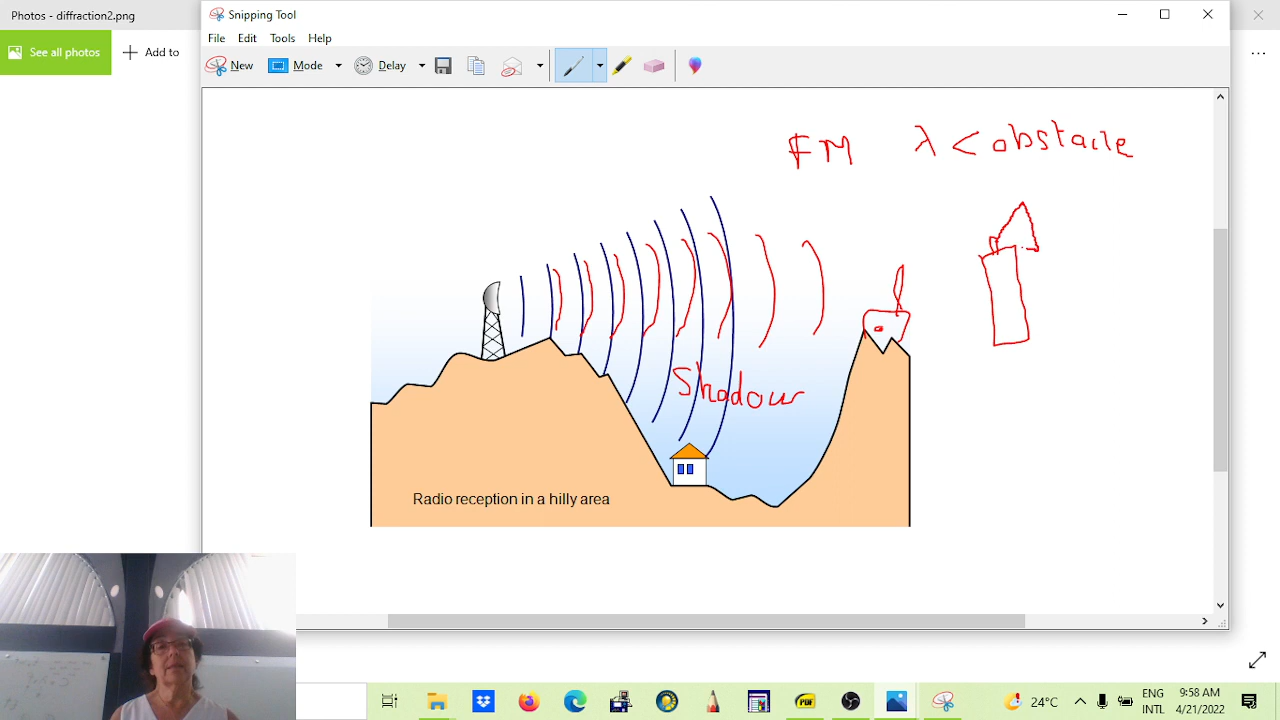 Photos - diffraction2.png
Snipping Tool
File Edit Tools Help
See all photos
Add to
New Mode Delay
FM λ < obstacle
Shadow
Radio reception in a hilly area
PDF
24°C
ENG
INTL
9:58 AM
4/21/2022